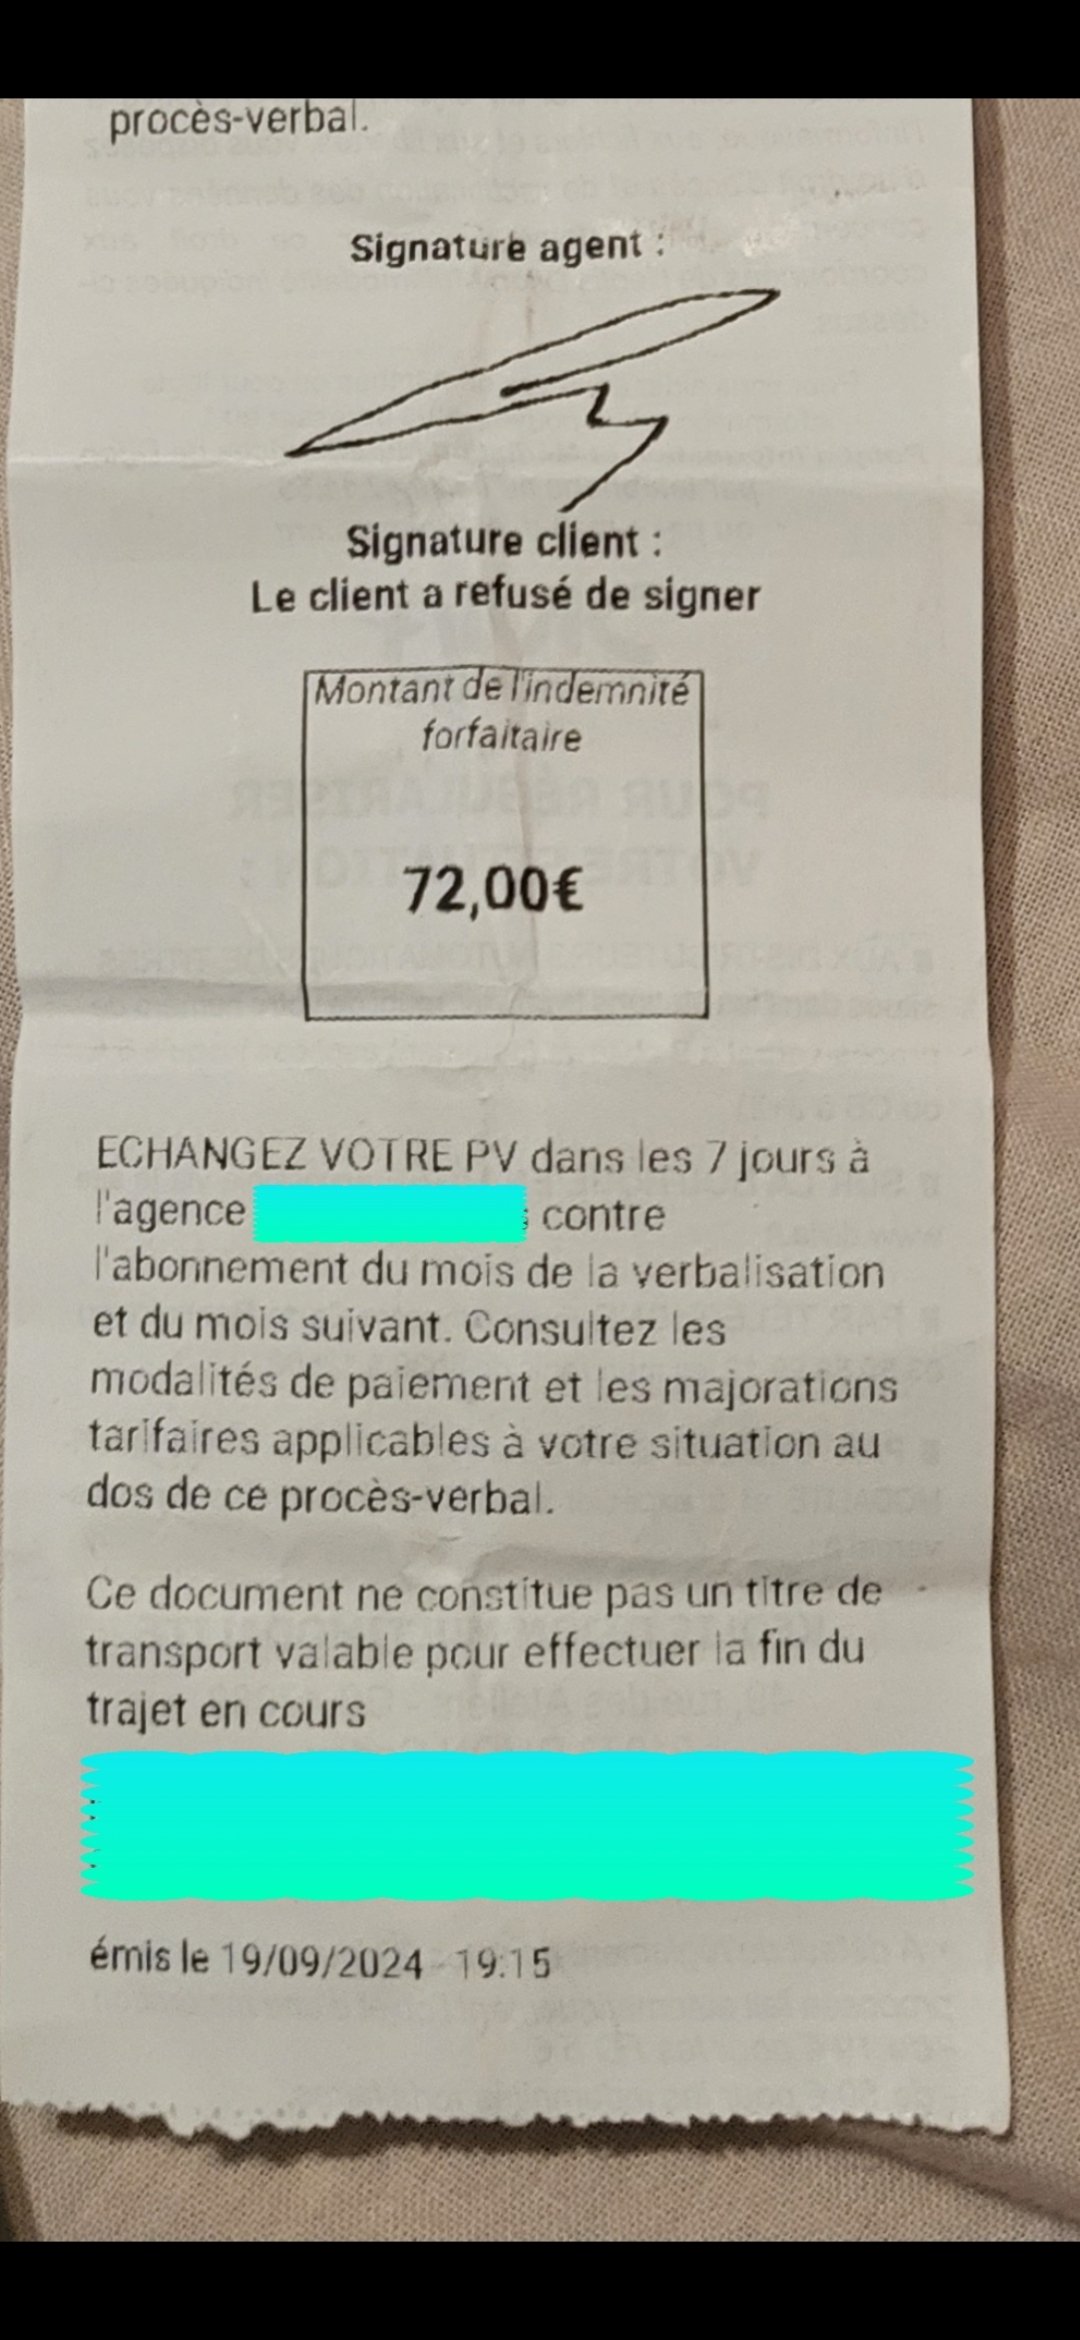 procès-verbal.
Signature agent :
Signature client :
Le client a refusé de signer
Montant de l'indemnité
forfaitaire
72,00€
ECHANGEZ VOTRE PV dans les 7 jours à
l'agence contre
l'abonnement du mois de la verbalisation
et du mois suivant. Consultez les
modalités de paiement et les majorations
tarifaires applicables à votre situation au
dos de ce procès-verbal.
Ce document ne constitue pas un titre de
transport valable pour effectuer la fin du
trajet en cours
émis le 19/09/2024 - 19:15